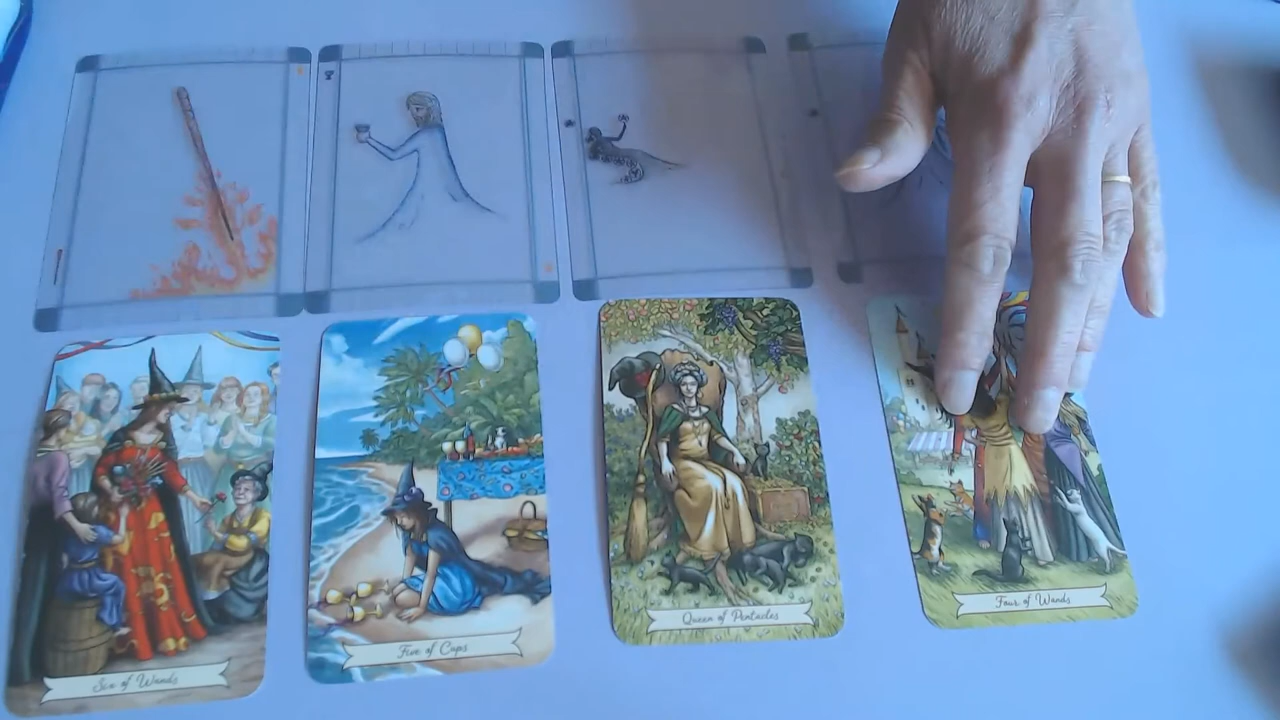 Six of Wands
Five of Cups
Queen of Pentacles
Four of Wands